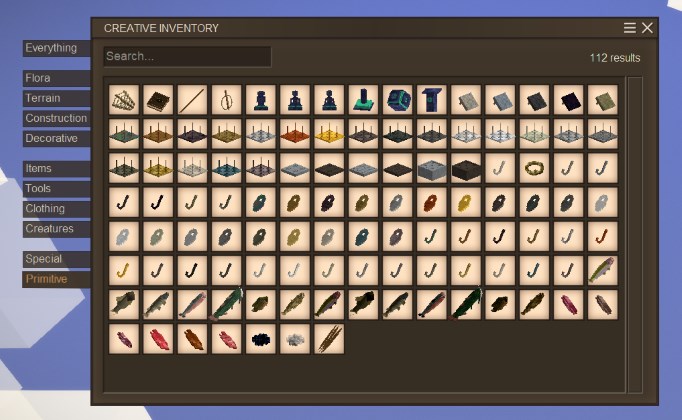 CREATIVE INVENTORY
Search...
112 results
Everything
Flora
Terrain
Construction
Decorative
Items
Tools
Clothing
Creatures
Special
Primitive